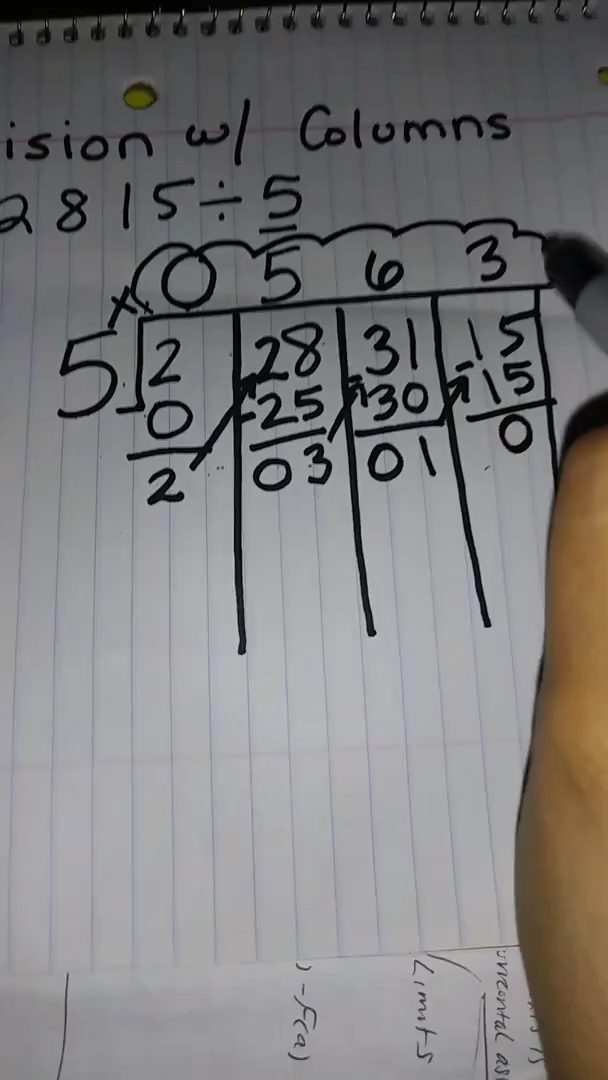 ision w/ Columns
2815÷5
0 5 6 3
5 2 28 31 15
0 -25 -30 -15
2 03 01 0
-f(a)
Limits